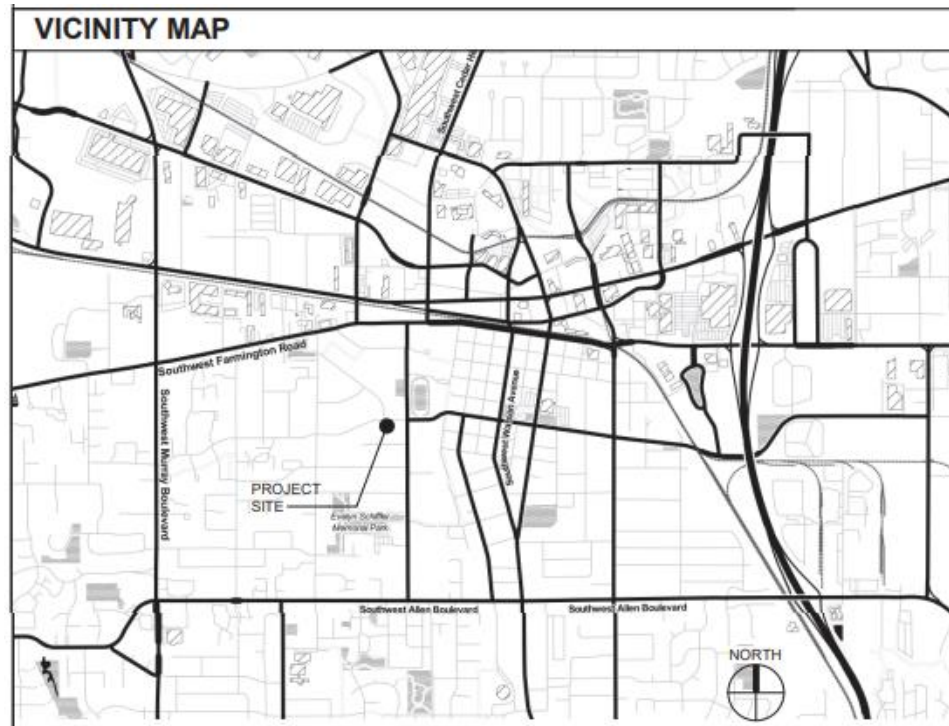 VICINITY MAP
Southwest Cedar H
Southwest Farmington Road
Southwest Murray Boulevard
Southwest Watson Avenue
PROJECT
SITE
Evelyn Schiffler
Memorial Park
Southwest Allen Boulevard
Southwest Allen Boulevard
NORTH